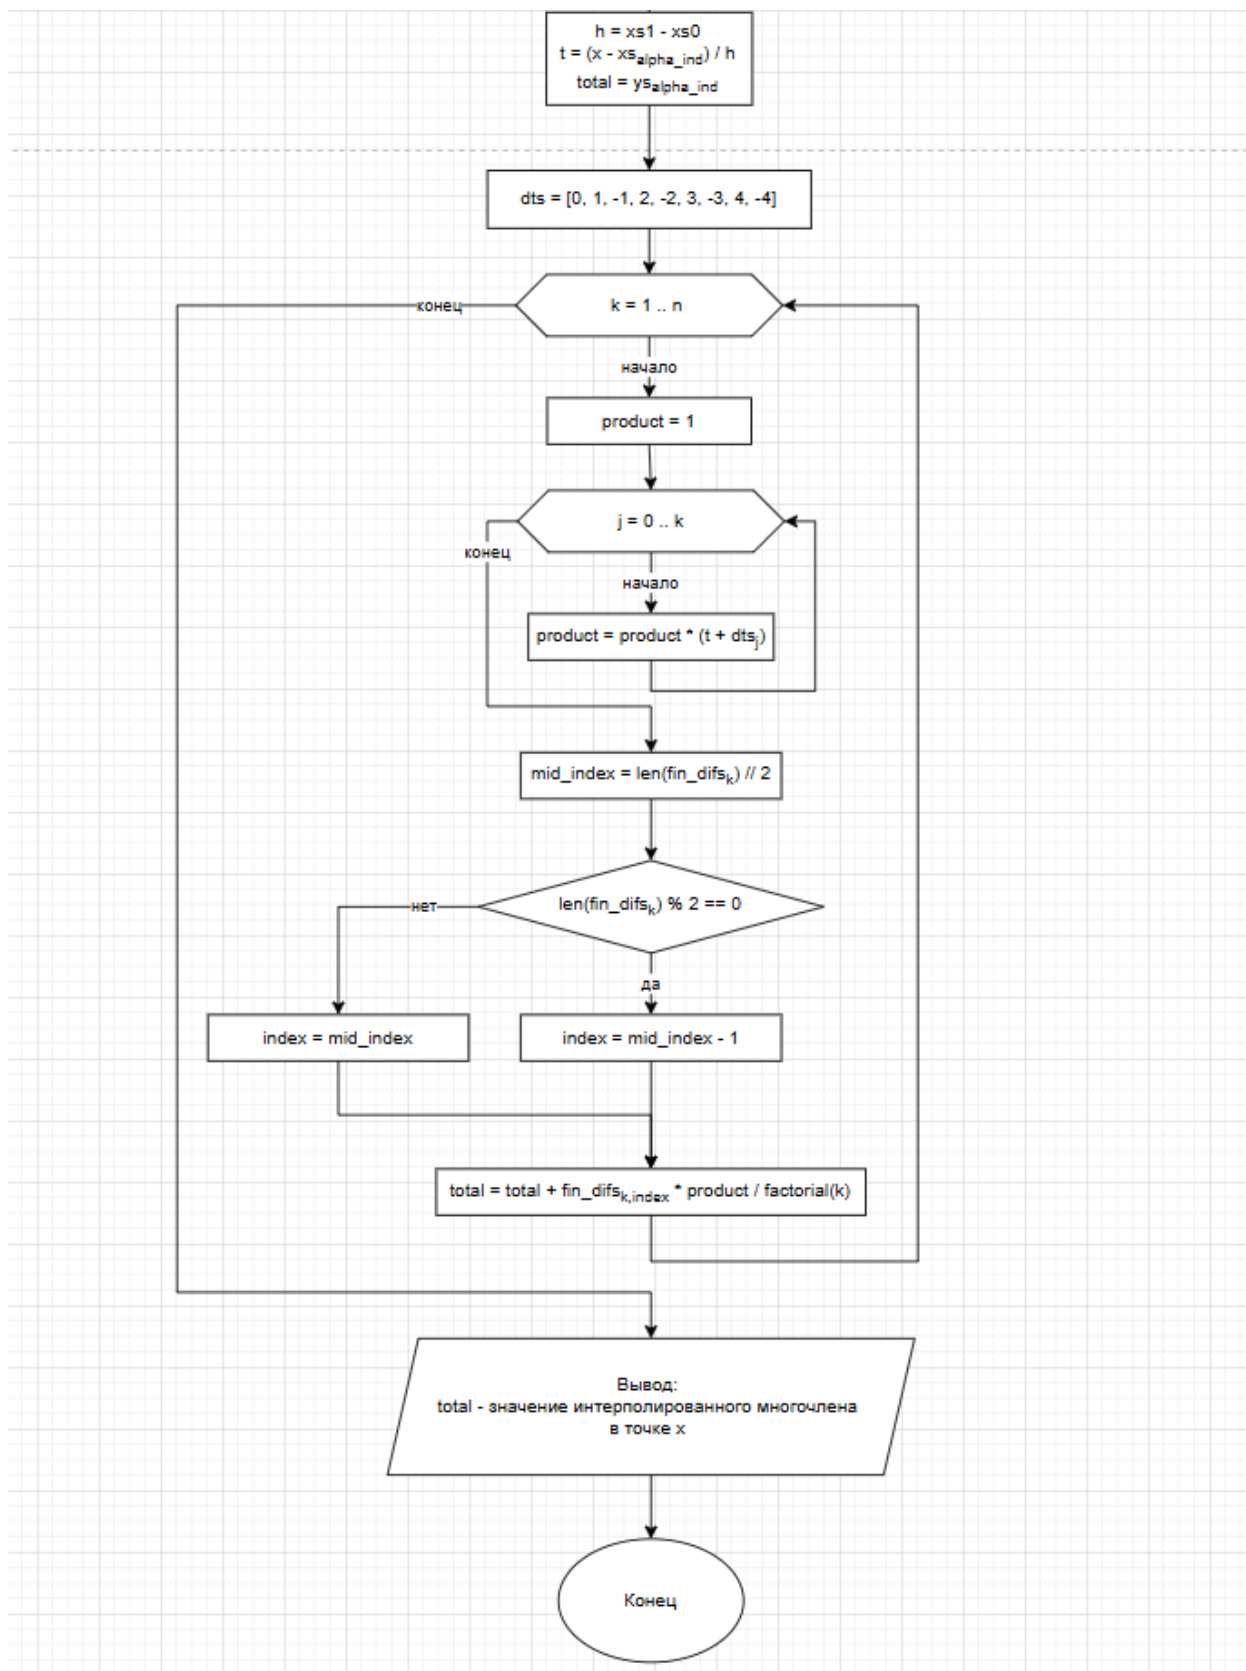 h = xs1 - xs0
t = (x - xsalpha_ind) / h
total = ysalpha_ind
dts = [0, 1, -1, 2, -2, 3, -3, 4, -4]
конец
k = 1 .. n
начало
product = 1
j = 0 .. k
конец
начало
product = product * (t + dtsj)
mid_index = len(fin_difsk) // 2
len(fin_difsk) % 2 == 0
нет
да
index = mid_index
index = mid_index - 1
total = total + fin_difsk,index * product / factorial(k)
Вывод:
total - значение интерполированного многочлена
в точке x
Конец